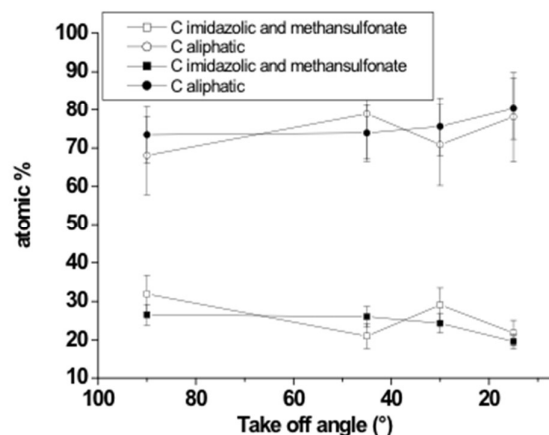 C imidazolic and methansulfonate
C aliphatic
C imidazolic and methansulfonate
C aliphatic
100
90
80
70
60
50
40
30
20
10
atomic %
100 80 60 40 20
Take off angle (°)